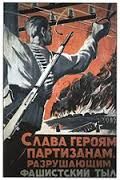 СЛАВА ГЕРОЯМ
ПАРТИЗАНАМ,
РАЗРУШАЮЩИМ
ФАШИСТСКИЙ ТЫЛ